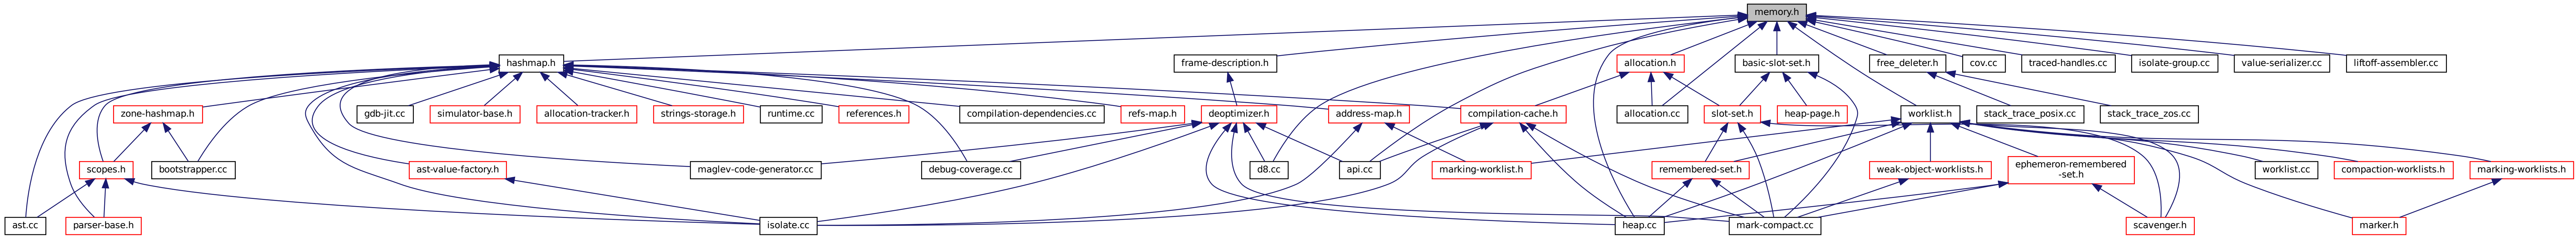 memory.h
hashmap.h
frame-description.h
allocation.h
basic-slot-set.h
free_deleter.h
cov.cc
traced-handles.cc
isolate-group.cc
value-serializer.cc
liftoff-assembler.cc
zone-hashmap.h
gdb-jit.cc
simulator-base.h
allocation-tracker.h
strings-storage.h
runtime.cc
references.h
compilation-dependencies.cc
refs-map.h
deoptimizer.h
address-map.h
compilation-cache.h
allocation.cc
slot-set.h
heap-page.h
worklist.h
stack_trace_posix.cc
stack_trace_zos.cc
scopes.h
bootstrapper.cc
ast-value-factory.h
maglev-code-generator.cc
debug-coverage.cc
d8.cc
api.cc
marking-worklist.h
remembered-set.h
weak-object-worklists.h
ephemeron-remembered
-set.h
worklist.cc
compaction-worklists.h
marking-worklists.h
ast.cc
parser-base.h
isolate.cc
heap.cc
mark-compact.cc
scavenger.h
marker.h